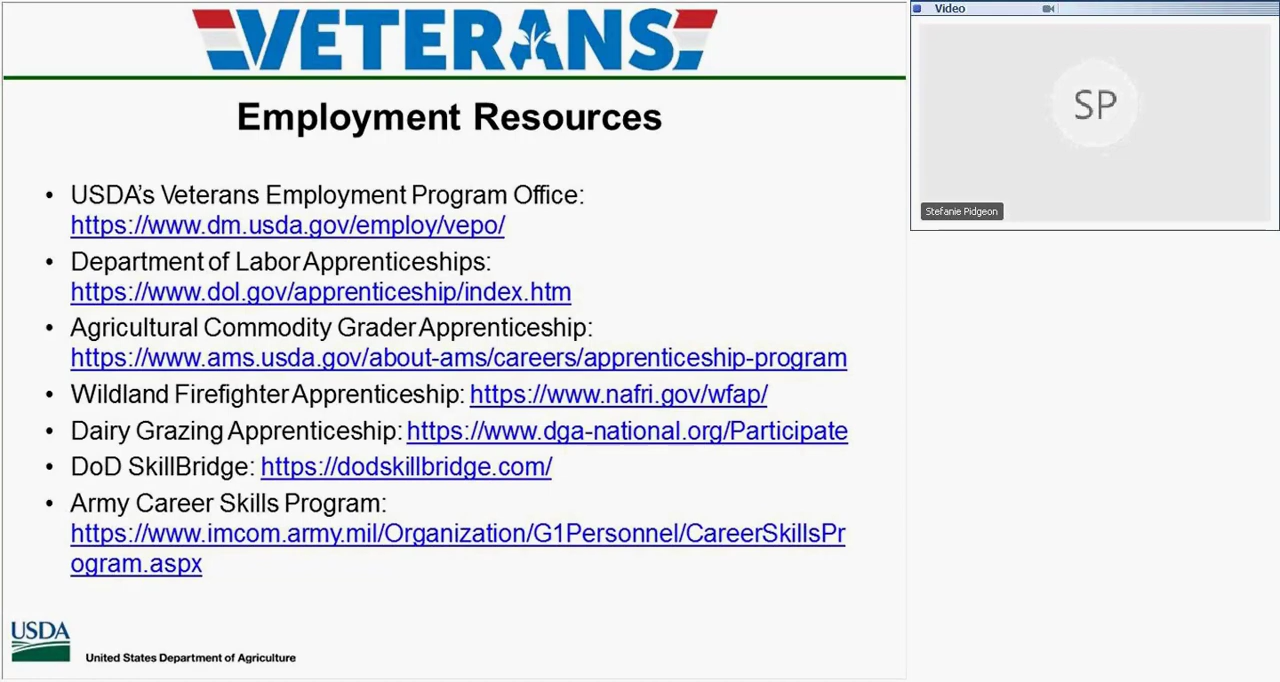 VETERANS
Employment Resources
• USDA's Veterans Employment Program Office:
https://www.dm.usda.gov/employ/vepo/
• Department of Labor Apprenticeships:
https://www.dol.gov/apprenticeship/index.htm
• Agricultural Commodity Grader Apprenticeship:
https://www.ams.usda.gov/about-ams/careers/apprenticeship-program
• Wildland Firefighter Apprenticeship: https://www.nafri.gov/wfap/
• Dairy Grazing Apprenticeship: https://www.dga-national.org/Participate
• DoD SkillBridge: https://dodskillbridge.com/
• Army Career Skills Program:
https://www.imcom.army.mil/Organization/G1Personnel/CareerSkillsPr
ogram.aspx
USDA
United States Department of Agriculture
Video
SP
Stefanie Pidgeon